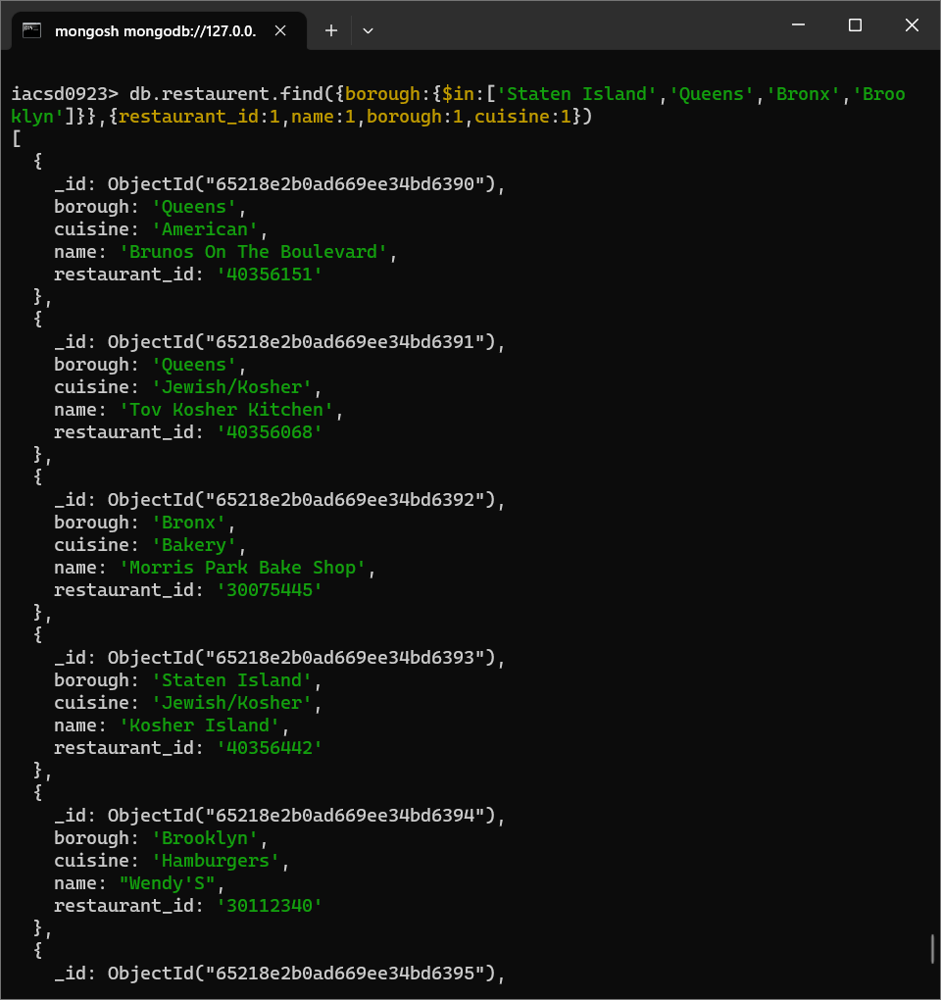 mongosh mongodb://127.0.0.
iacsd0923> db.restaurent.find({borough:{$in:['Staten Island','Queens','Bronx','Broo
klyn']}},{restaurant_id:1,name:1,borough:1,cuisine:1})
[
  {
    _id: ObjectId("65218e2b0ad669ee34bd6390"),
    borough: 'Queens',
    cuisine: 'American',
    name: 'Brunos On The Boulevard',
    restaurant_id: '40356151'
  },
  {
    _id: ObjectId("65218e2b0ad669ee34bd6391"),
    borough: 'Queens',
    cuisine: 'Jewish/Kosher',
    name: 'Tov Kosher Kitchen',
    restaurant_id: '40356068'
  },
  {
    _id: ObjectId("65218e2b0ad669ee34bd6392"),
    borough: 'Bronx',
    cuisine: 'Bakery',
    name: 'Morris Park Bake Shop',
    restaurant_id: '30075445'
  },
  {
    _id: ObjectId("65218e2b0ad669ee34bd6393"),
    borough: 'Staten Island',
    cuisine: 'Jewish/Kosher',
    name: 'Kosher Island',
    restaurant_id: '40356442'
  },
  {
    _id: ObjectId("65218e2b0ad669ee34bd6394"),
    borough: 'Brooklyn',
    cuisine: 'Hamburgers',
    name: "Wendy'S",
    restaurant_id: '30112340'
  },
  {
    _id: ObjectId("65218e2b0ad669ee34bd6395"),